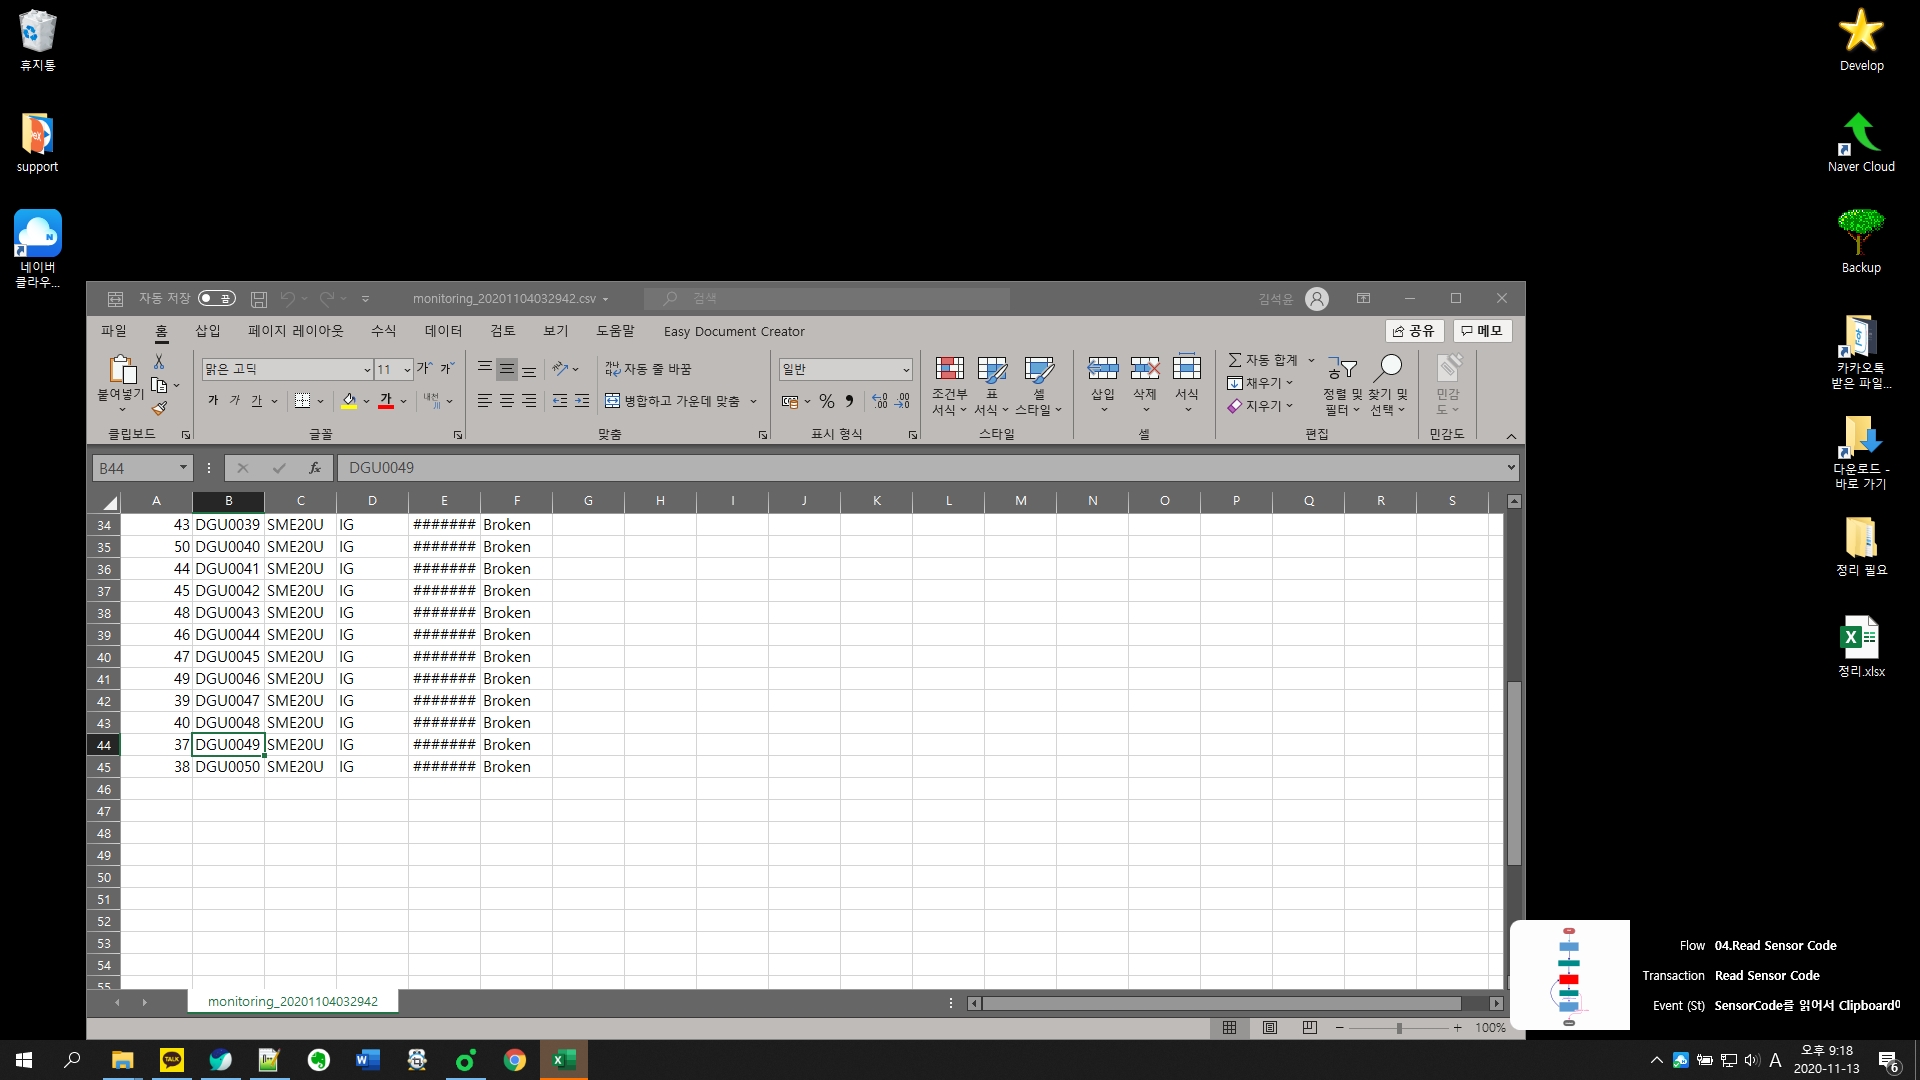 휴지통
support
네이버
클라우...
Develop
Naver Cloud
Backup
카카오톡
받은 파일...
다운로드 -
바로 가기
정리 필요
정리.xlsx
자동 저장 끔
monitoring_20201104032942.csv
검색
김석윤
파일 홈 삽입 페이지 레이아웃 수식 데이터 검토 보기 도움말 Easy Document Creator
공유 메모
붙여넣기
맑은 고딕 11 가 가
가 가 가 가
자동 줄 바꿈
병합하고 가운데 맞춤
일반
조건부
서식
표
서식
셀
스타일
삽입 삭제 서식
자동 합계
채우기
지우기
정렬 및
필터
찾기 및
선택
민감
도
클립보드 글꼴 맞춤 표시 형식 스타일 셀 편집 민감도
B44 fx DGU0049
A B C D E F G H I J K L M N O P Q R S
34 43 DGU0039 SME20U IG ####### Broken
35 50 DGU0040 SME20U IG ####### Broken
36 44 DGU0041 SME20U IG ####### Broken
37 45 DGU0042 SME20U IG ####### Broken
38 48 DGU0043 SME20U IG ####### Broken
39 46 DGU0044 SME20U IG ####### Broken
40 47 DGU0045 SME20U IG ####### Broken
41 49 DGU0046 SME20U IG ####### Broken
42 39 DGU0047 SME20U IG ####### Broken
43 40 DGU0048 SME20U IG ####### Broken
44 37 DGU0049 SME20U IG ####### Broken
45 38 DGU0050 SME20U IG ####### Broken
46
47
48
49
50
51
52
53
54
55
monitoring_20201104032942
100%
Flow 04.Read Sensor Code
Transaction Read Sensor Code
Event (St) SensorCode를 읽어서 Clipboard
TALK
A
오후 9:18
2020-11-13
6